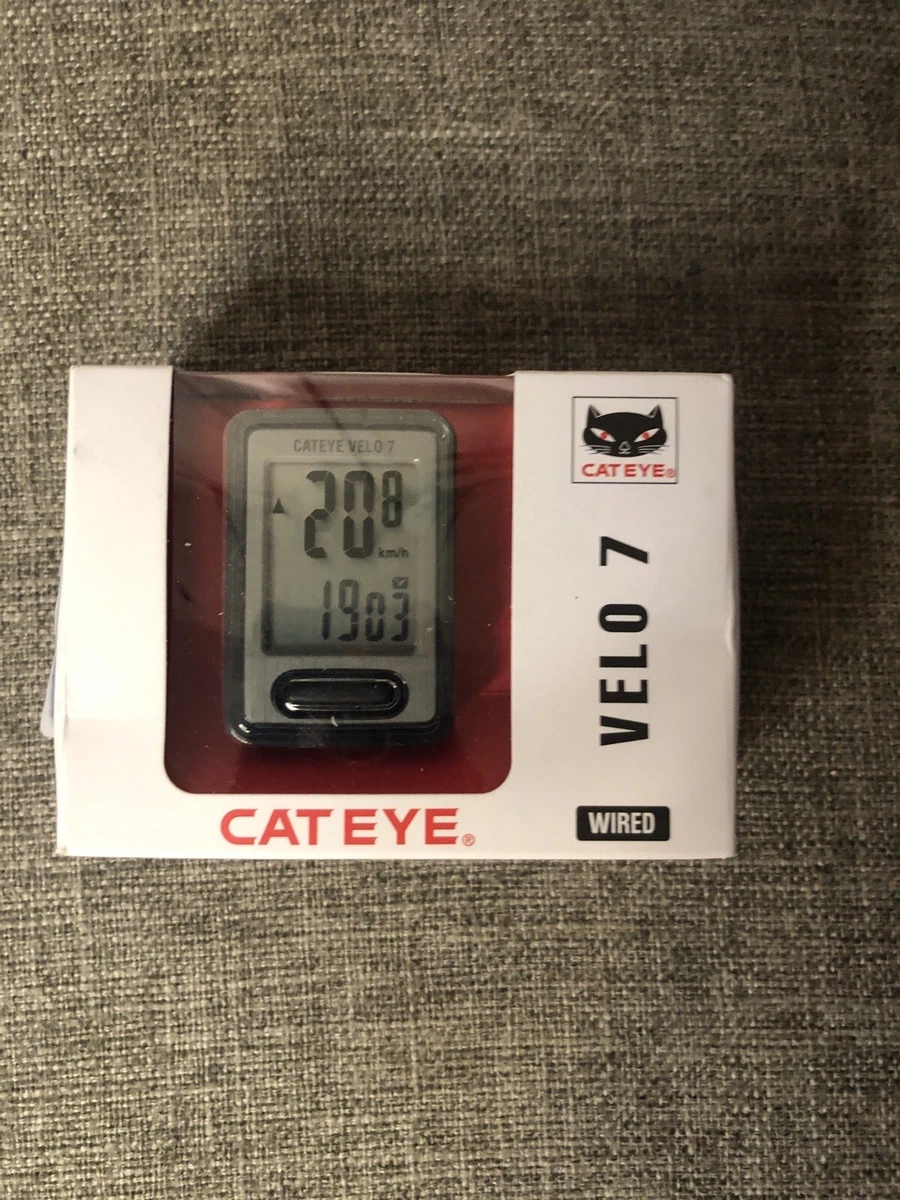 CATEYE VELO 7
208
km/h
1903
CATEYE®
CATEYE®
VELO 7
WIRED